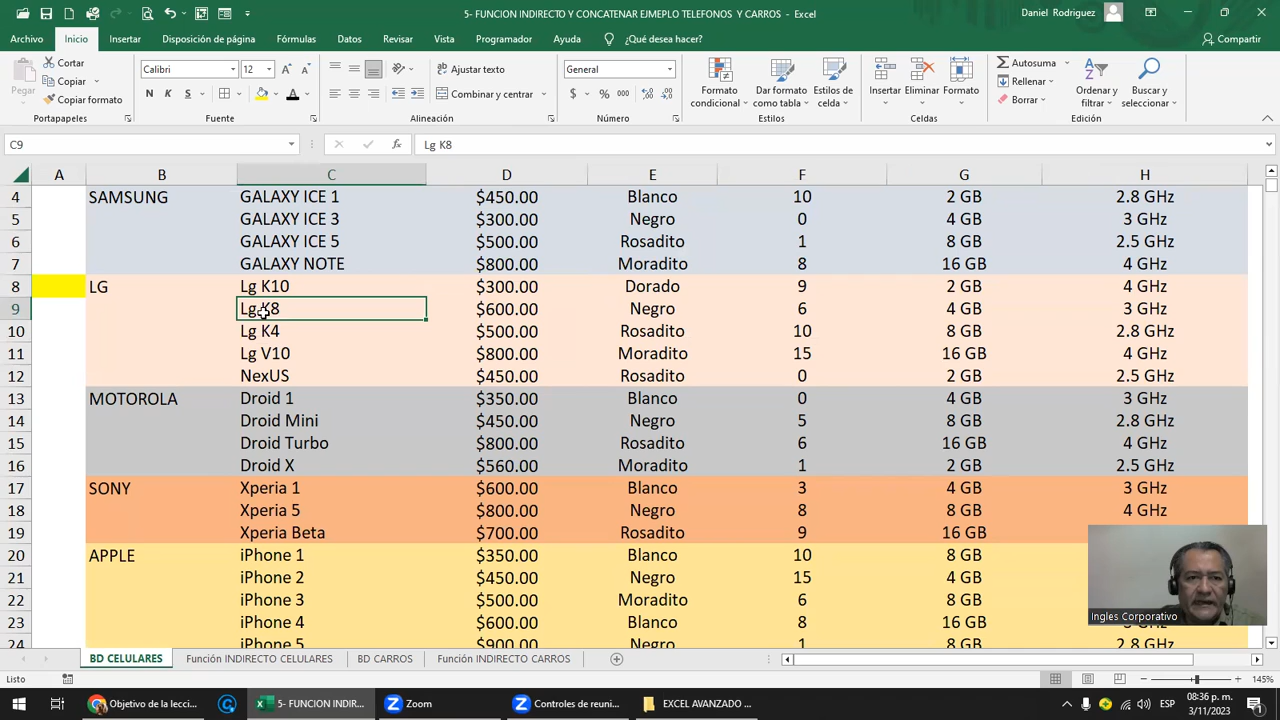 5- FUNCION INDIRECTO Y CONCATENAR EJMEPLO TELEFONOS Y CARROS - Excel
Daniel Rodriguez
Archivo Inicio Insertar Disposición de página Fórmulas Datos Revisar Vista Programador Ayuda ¿Qué desea hacer? Compartir
Pegar
Cortar
Copiar
Copiar formato
Portapapeles
Calibri 12
N K S
Fuente
Ajustar texto
Combinar y centrar
Alineación
General
$ % 000
Número
Formato condicional
Dar formato como tabla
Estilos de celda
Estilos
Insertar Eliminar Formato
Celdas
Autosuma
Rellenar
Borrar
Ordenar y filtrar
Buscar y seleccionar
Edición
C9 fx Lg K8
A B C D E F G H
4 SAMSUNG GALAXY ICE 1 $450.00 Blanco 10 2 GB 2.8 GHz
5 GALAXY ICE 3 $300.00 Negro 0 4 GB 3 GHz
6 GALAXY ICE 5 $500.00 Rosadito 1 8 GB 2.5 GHz
7 GALAXY NOTE $800.00 Moradito 8 16 GB 4 GHz
8 LG Lg K10 $300.00 Dorado 9 2 GB 4 GHz
9 Lg K8 $600.00 Negro 6 4 GB 3 GHz
10 Lg K4 $500.00 Rosadito 10 8 GB 2.8 GHz
11 Lg V10 $800.00 Moradito 15 16 GB 4 GHz
12 NexUS $450.00 Rosadito 0 2 GB 2.5 GHz
13 MOTOROLA Droid 1 $350.00 Blanco 0 4 GB 3 GHz
14 Droid Mini $450.00 Negro 5 8 GB 2.8 GHz
15 Droid Turbo $800.00 Rosadito 6 16 GB 4 GHz
16 Droid X $560.00 Moradito 1 2 GB 2.5 GHz
17 SONY Xperia 1 $600.00 Blanco 3 4 GB 3 GHz
18 Xperia 5 $800.00 Negro 8 8 GB 4 GHz
19 Xperia Beta $700.00 Rosadito 9 16 GB
20 APPLE iPhone 1 $350.00 Blanco 10 8 GB
21 iPhone 2 $450.00 Negro 15 4 GB
22 iPhone 3 $500.00 Moradito 6 8 GB
23 iPhone 4 $600.00 Blanco 8 16 GB
24 iPhone 5 $900.00 Negro 1 8 GB 2.8 GHz
Ingles Corporativo
BD CELULARES Función INDIRECTO CELULARES BD CARROS Función INDIRECTO CARROS
Listo 145%
Objetivo de la lecci... 5- FUNCION INDIR... Zoom Controles de reuni... EXCEL AVANZADO ... ESP 08:36 p. m.
3/11/2023